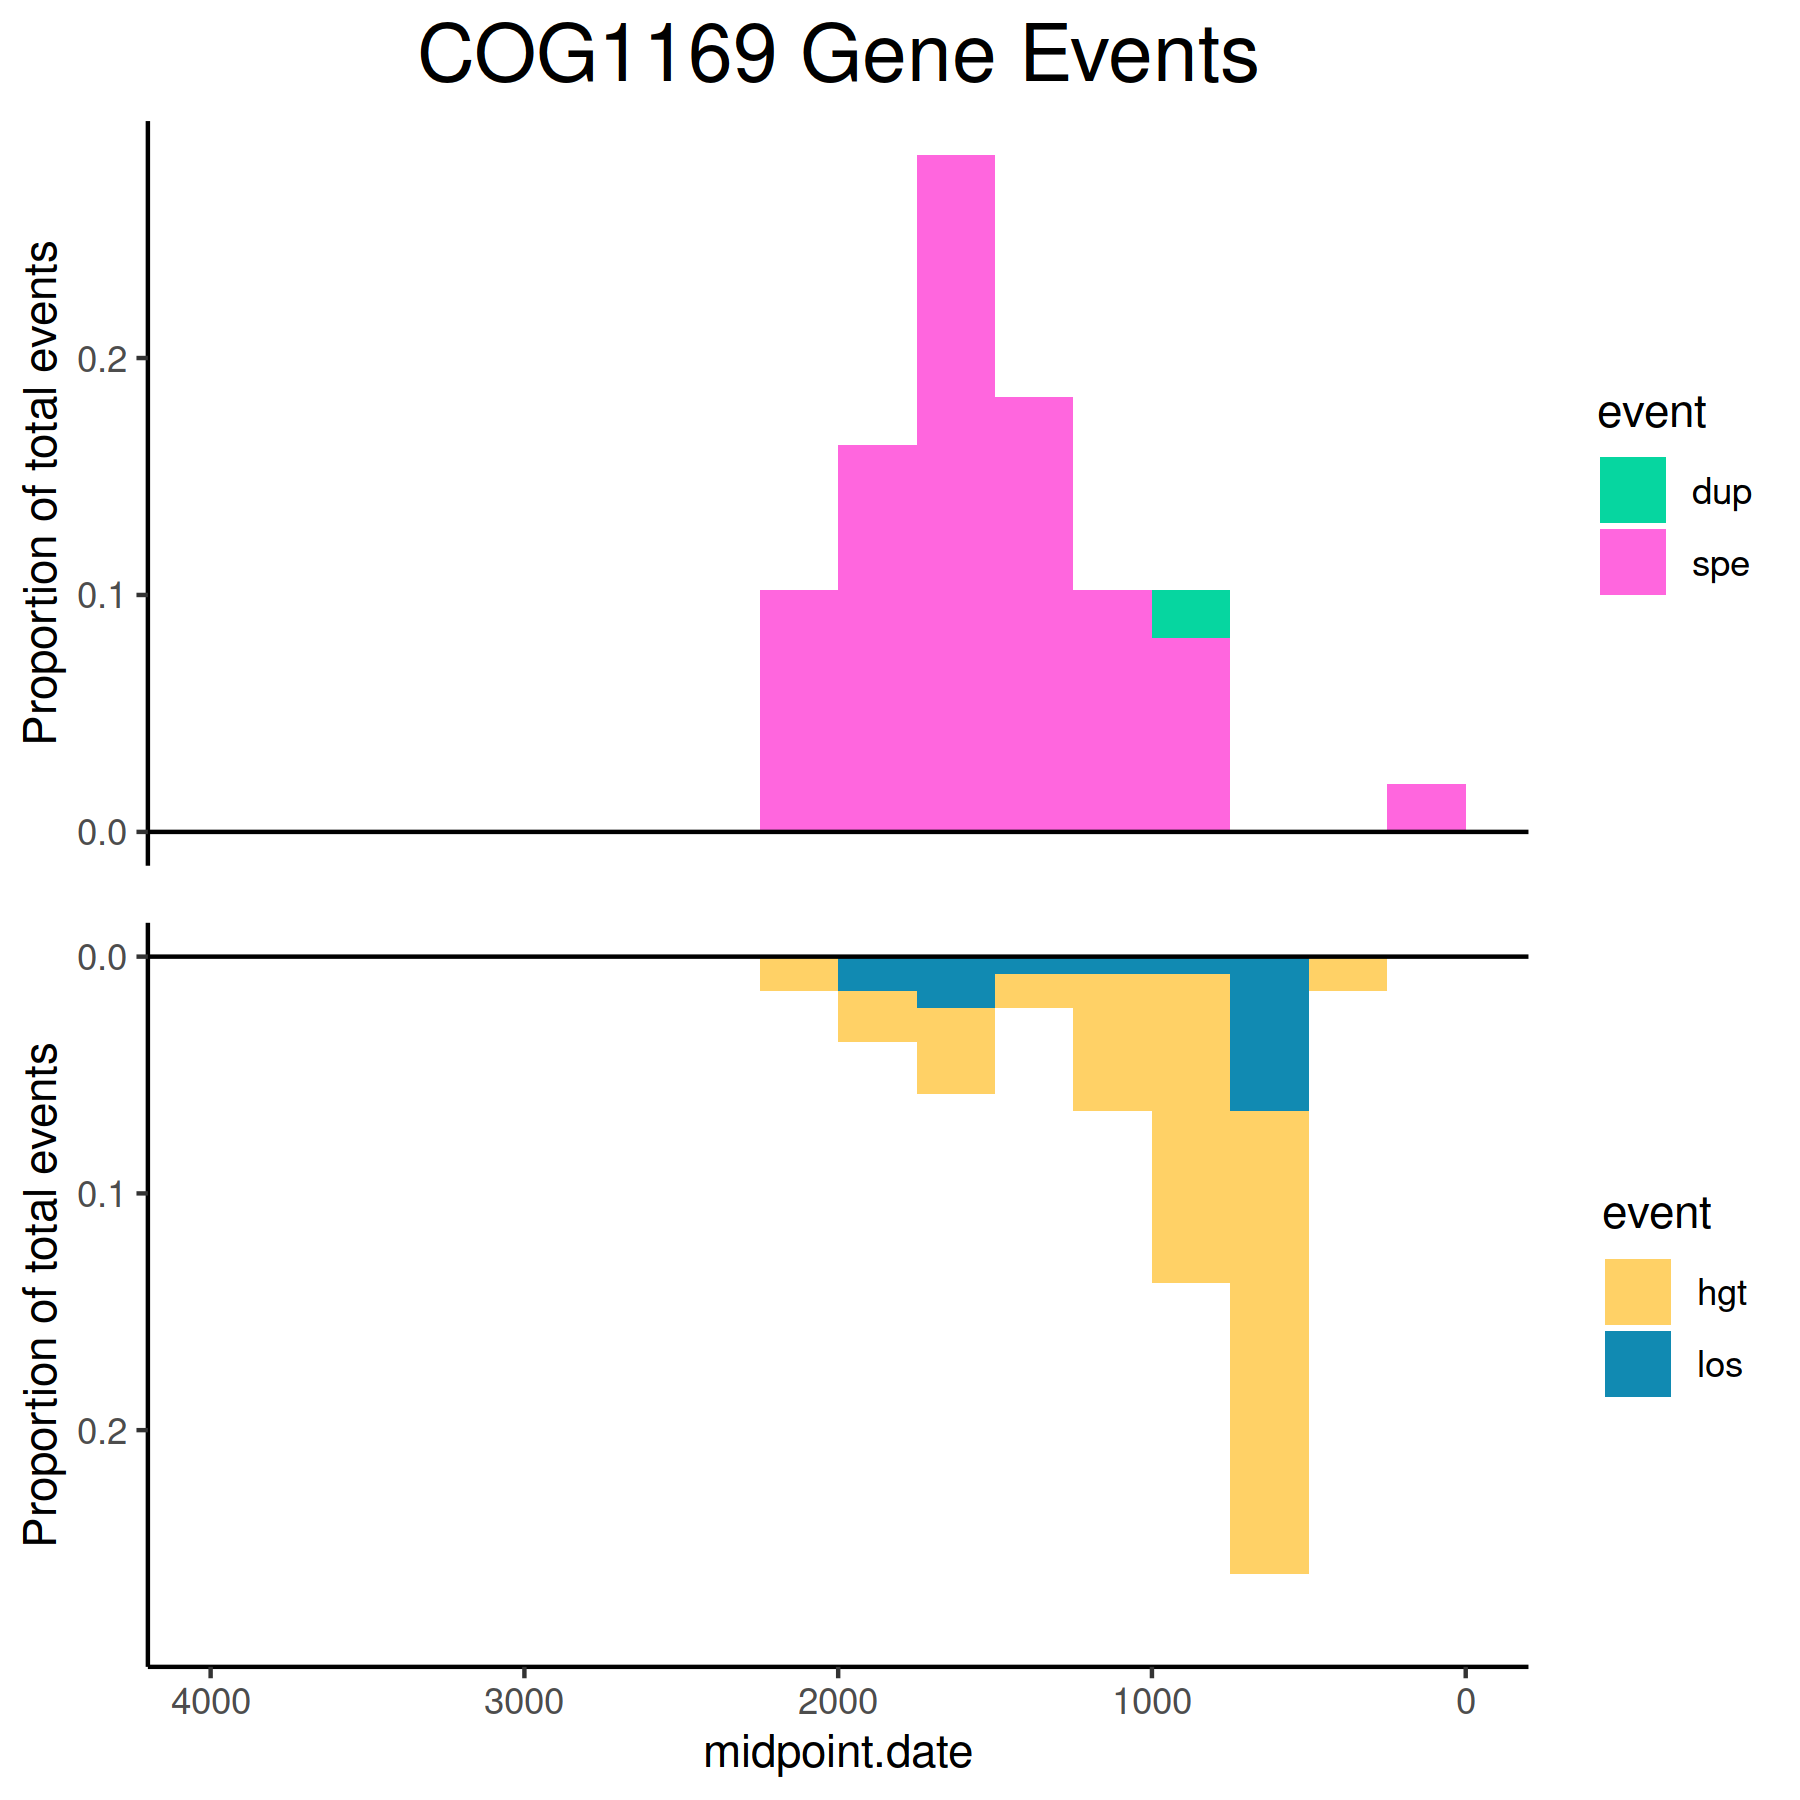 COG1169 Gene Events
Proportion of total events
0.2
0.1
0.0
event
dup
spe
Proportion of total events
0.0
0.1
0.2
event
hgt
los
4000 3000 2000 1000 0
midpoint.date